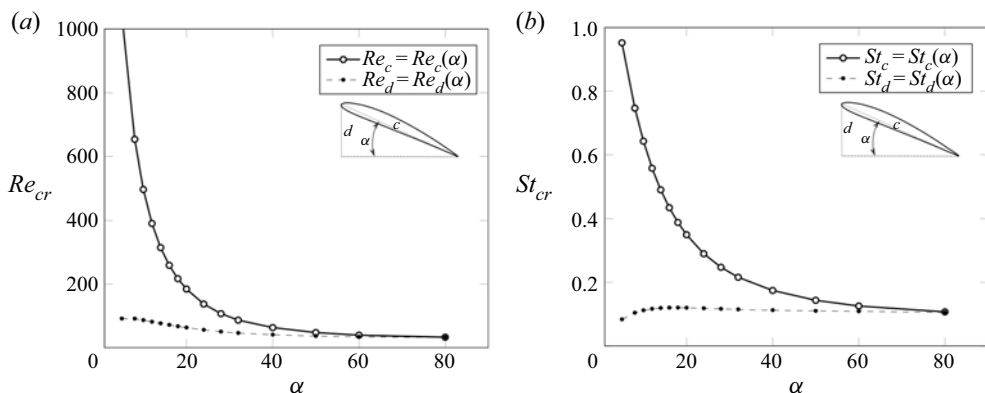 (a)
1000
800
600
Re_cr
400
200
0
20
40
60
80
α
Re_c = Re_c(α)
Re_d = Re_d(α)
d
c
α
(b)
1.0
0.8
0.6
St_cr
0.4
0.2
0
20
40
60
80
α
St_c = St_c(α)
St_d = St_d(α)
d
c
α